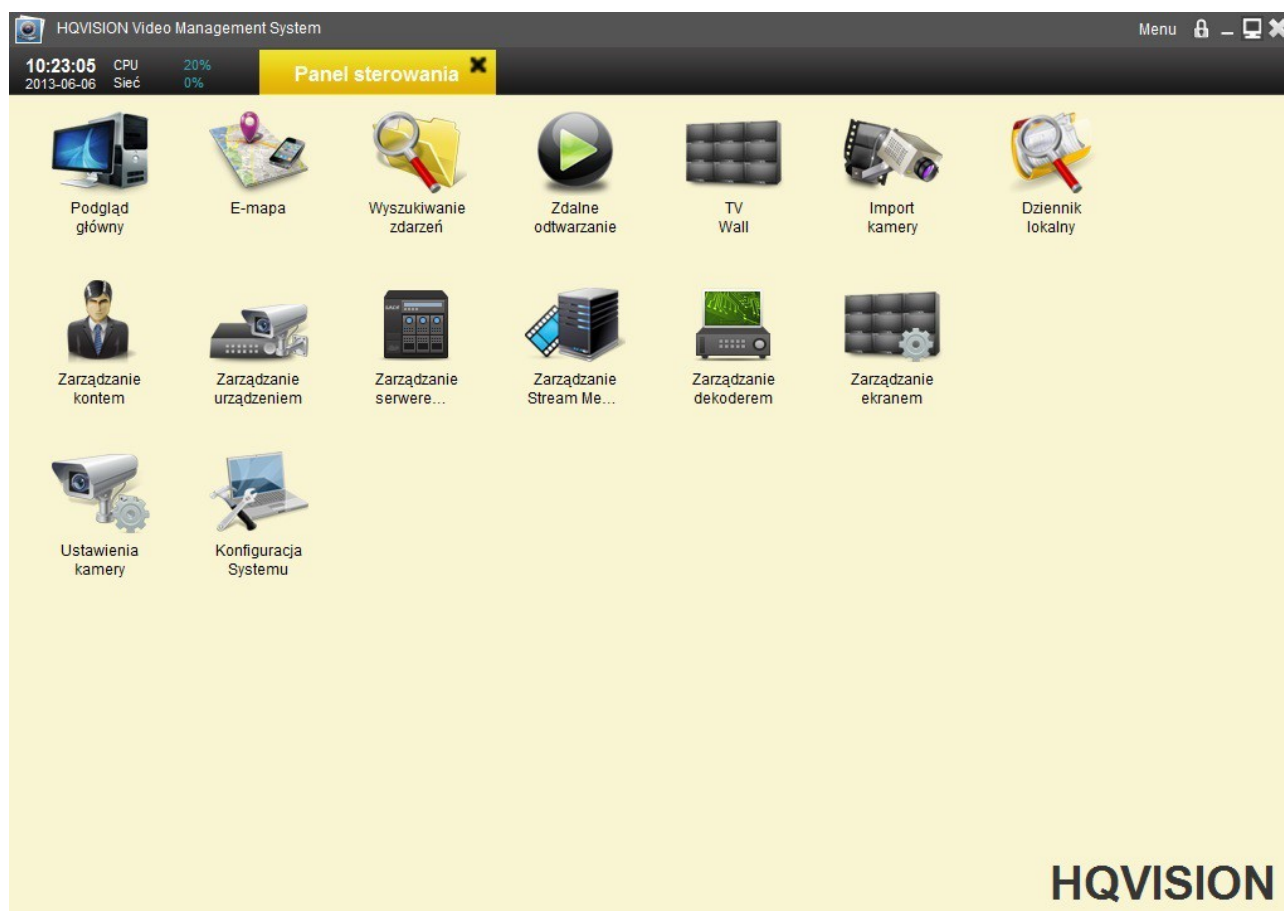 HQVISION Video Management System
Menu
10:23:05 CPU 20%
2013-06-06 Sieć 0%
Panel sterowania
Podgląd
główny
E-mapa
Wyszukiwanie
zdarzeń
Zdalne
odtwarzanie
TV
Wall
Import
kamery
Dziennik
lokalny
Zarządzanie
kontem
Zarządzanie
urządzeniem
Zarządzanie
serwere...
Zarządzanie
Stream Me...
Zarządzanie
dekoderem
Zarządzanie
ekranem
Ustawienia
kamery
Konfiguracja
Systemu
HQVISION